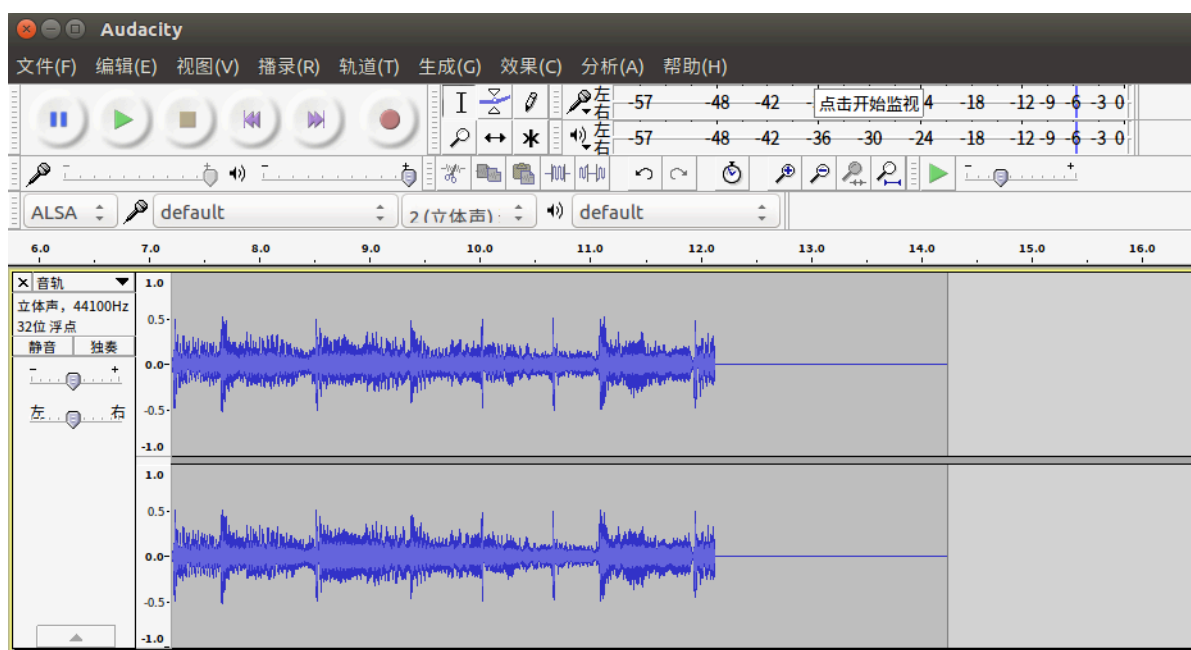 Audacity
文件(F) 编辑(E) 视图(V) 播录(R) 轨道(T) 生成(G) 效果(C) 分析(A) 帮助(H)
左 右 -57 -48 -42 - 点击开始监视 4 -18 -12 -9 -6 -3 0
左 右 -57 -48 -42 -36 -30 -24 -18 -12 -9 -6 -3 0
ALSA default 2 (立体声) : default
6.0 7.0 8.0 9.0 10.0 11.0 12.0 13.0 14.0 15.0 16.0
× 音轨 1.0
立体声，44100Hz
32位 浮点 0.5
静音 独奏
- + 0.0
左 右 -0.5
-1.0
1.0
0.5
0.0
-0.5
-1.0